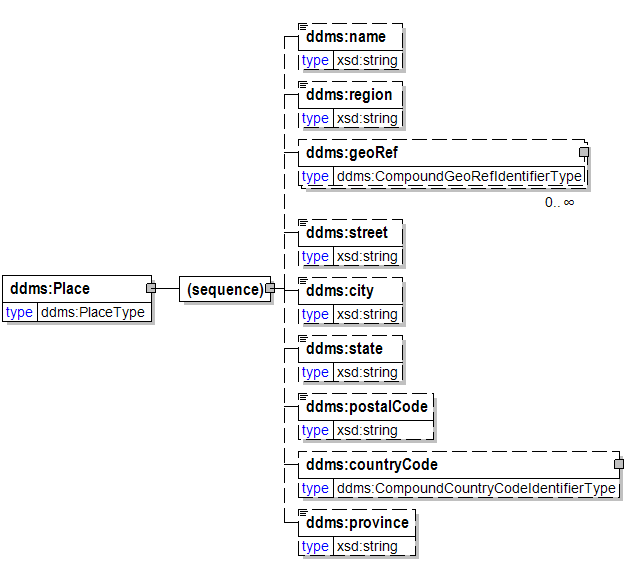 ddms:name
type xsd:string
ddms:region
type xsd:string
ddms:geoRef
type ddms:CompoundGeoRefIdentifierType
0.. ∞
ddms:street
type xsd:string
ddms:Place
type ddms:PlaceType
(sequence)
ddms:city
type xsd:string
ddms:state
type xsd:string
ddms:postalCode
type xsd:string
ddms:countryCode
type ddms:CompoundCountryCodeIdentifierType
ddms:province
type xsd:string